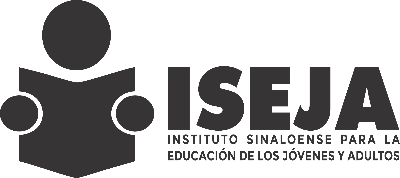 ISEJA
INSTITUTO SINALOENSE PARA LA
EDUCACIÓN DE LOS JÓVENES Y ADULTOS